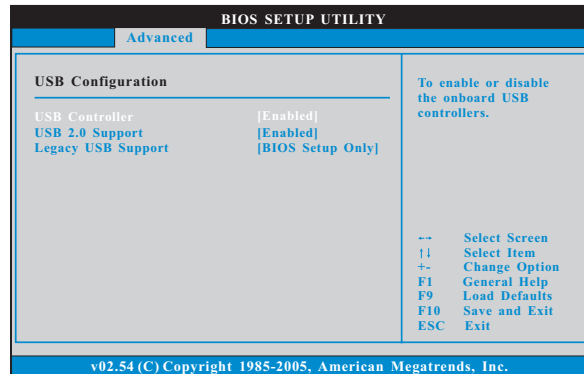 BIOS SETUP UTILITY
Advanced
USB Configuration
USB Controller [Enabled]
USB 2.0 Support [Enabled]
Legacy USB Support [BIOS Setup Only]
To enable or disable
the onboard USB
controllers.
←→ Select Screen
↑↓ Select Item
+- Change Option
F1 General Help
F9 Load Defaults
F10 Save and Exit
ESC Exit
v02.54 (C) Copyright 1985-2005, American Megatrends, Inc.